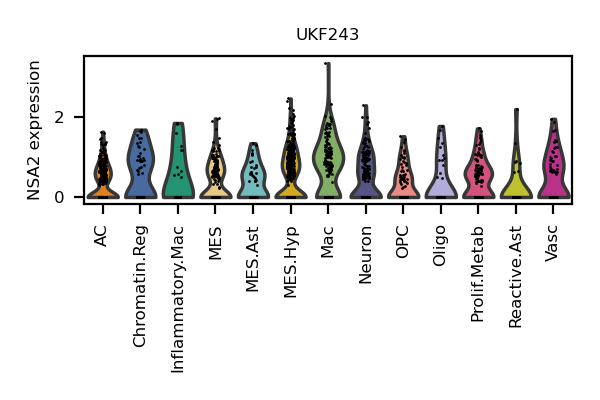 UKF243
NSA2 expression
2
0
AC
Chromatin.Reg
Inflammatory.Mac
MES
MES.Ast
MES.Hyp
Mac
Neuron
OPC
Oligo
Prolif.Metab
Reactive.Ast
Vasc